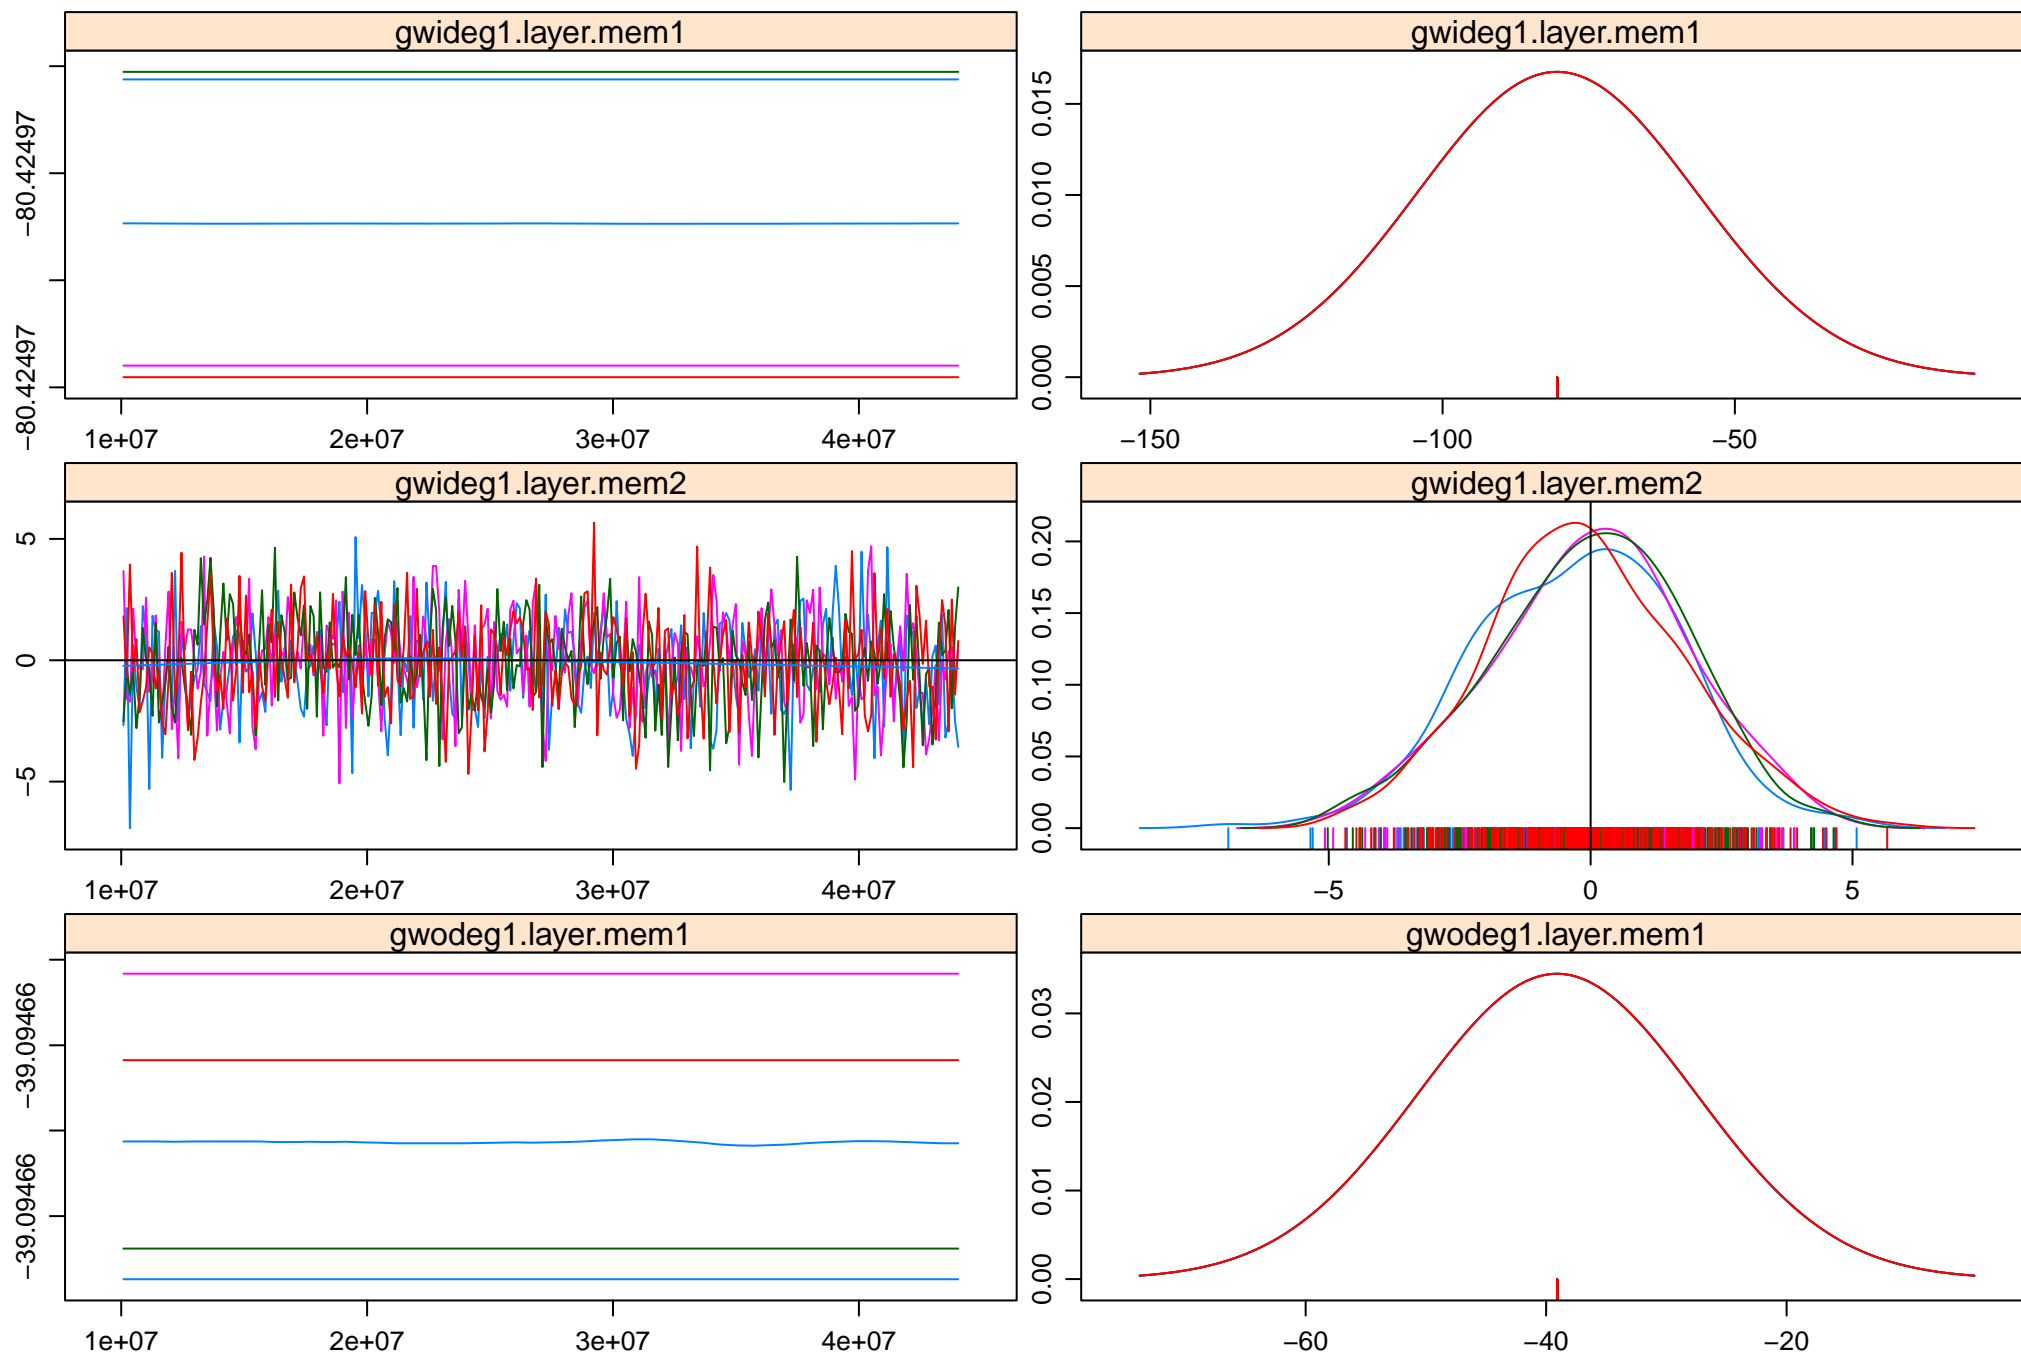 gwideg1.layer.mem1
−80.42497
−80.42497
1e+07 2e+07 3e+07 4e+07
gwideg1.layer.mem1
0.015
0.010
0.005
0.000
−150 −100 −50
gwideg1.layer.mem2
5
0
−5
1e+07 2e+07 3e+07 4e+07
gwideg1.layer.mem2
0.20
0.15
0.10
0.05
0.00
−5 0 5
gwodeg1.layer.mem1
−39.09466
−39.09466
1e+07 2e+07 3e+07 4e+07
gwodeg1.layer.mem1
0.03
0.02
0.01
0.00
−60 −40 −20